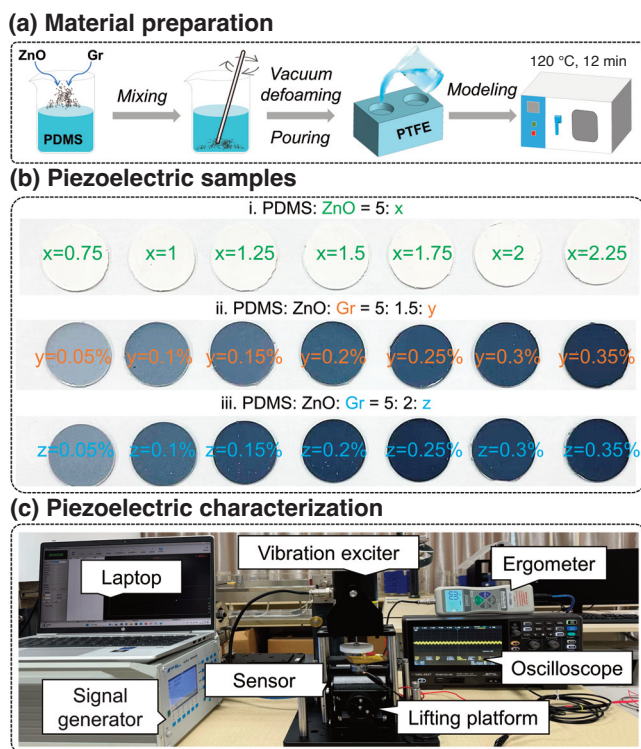 (a) Material preparation
ZnO Gr
PDMS
Mixing
Vacuum
defoaming
Pouring
PTFE
Modeling
120 °C, 12 min
(b) Piezoelectric samples
i. PDMS: ZnO = 5: x
x=0.75 x=1 x=1.25 x=1.5 x=1.75 x=2 x=2.25
ii. PDMS: ZnO: Gr = 5: 1.5: y
y=0.05% y=0.1% y=0.15% y=0.2% y=0.25% y=0.3% y=0.35%
iii. PDMS: ZnO: Gr = 5: 2: z
z=0.05% z=0.1% z=0.15% z=0.2% z=0.25% z=0.3% z=0.35%
(c) Piezoelectric characterization
Laptop
Vibration exciter
Ergometer
Oscilloscope
Sensor
Signal
generator
Lifting platform